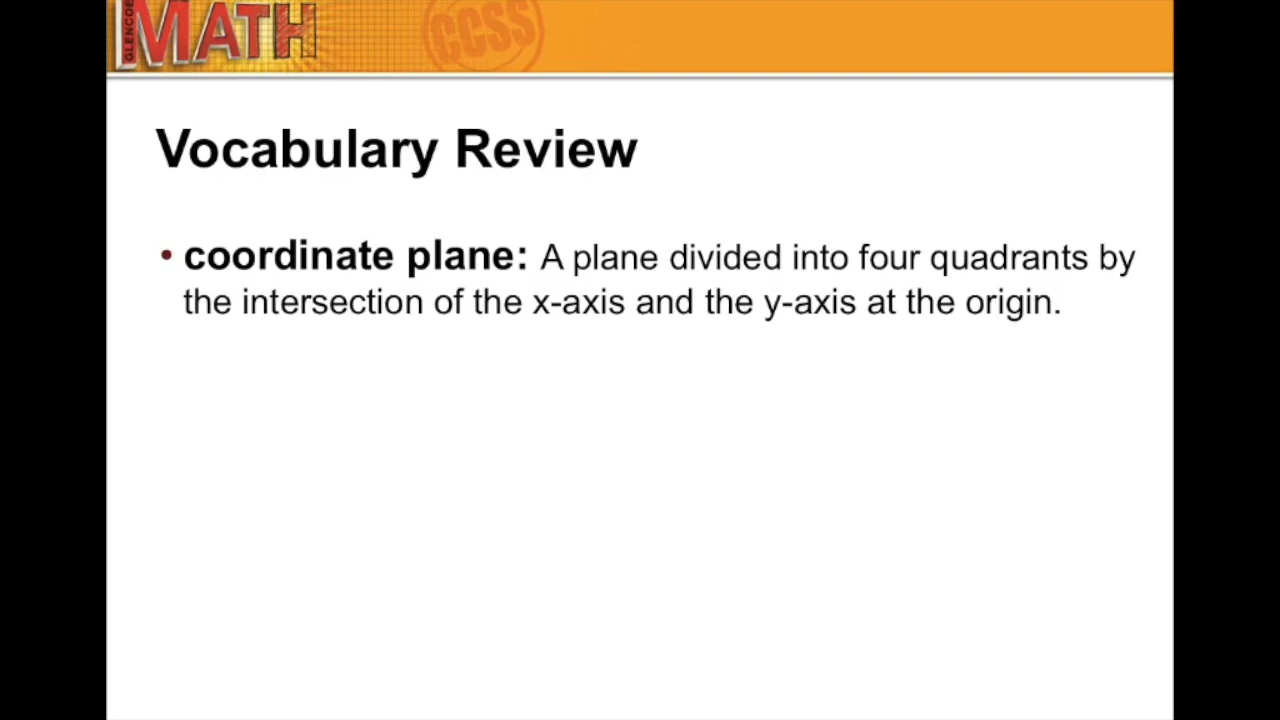 GLENCOE
MATH
CCSS
Vocabulary Review
• coordinate plane: A plane divided into four quadrants by
the intersection of the x-axis and the y-axis at the origin.